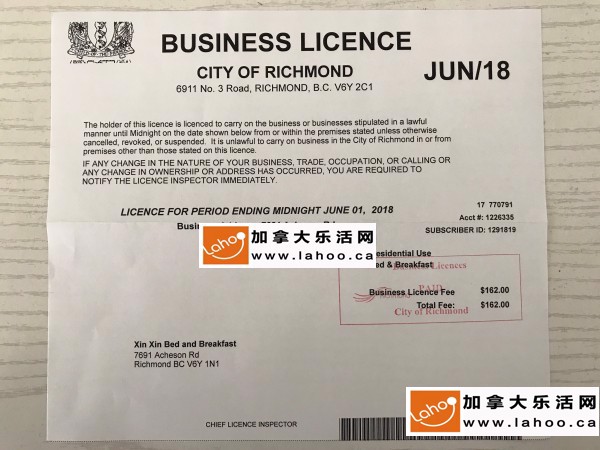 BUSINESS LICENCE
CITY OF RICHMOND
6911 No. 3 Road, RICHMOND, B.C. V6Y 2C1
JUN/18
The holder of this licence is licenced to carry on the business or businesses stipulated in a lawful
manner until Midnight on the date shown below from or within the premises stated unless otherwise
cancelled, revoked, or suspended. It is unlawful to carry on business in the City of Richmond in or from
premises other than those stated on this licence.
IF ANY CHANGE IN THE NATURE OF YOUR BUSINESS, TRADE, OCCUPATION, OR CALLING OR
ANY CHANGE IN OWNERSHIP OR ADDRESS HAS OCCURRED, YOU ARE REQUIRED TO
NOTIFY THE LICENCE INSPECTOR IMMEDIATELY.
17 770791
LICENCE FOR PERIOD ENDING MIDNIGHT JUNE 01, 2018
Acct #: 1226335
SUBSCRIBER ID: 1291819
Lahoo
加拿大乐活网
www.lahoo.ca
Residential Use
Bed & Breakfast
Business Licences
PAID
City of Richmond
Business Licence Fee $162.00
Total Fee: $162.00
Xin Xin Bed and Breakfast
7691 Acheson Rd
Richmond BC V6Y 1N1
CHIEF LICENCE INSPECTOR
Lahoo
加拿大乐活网
www.lahoo.ca